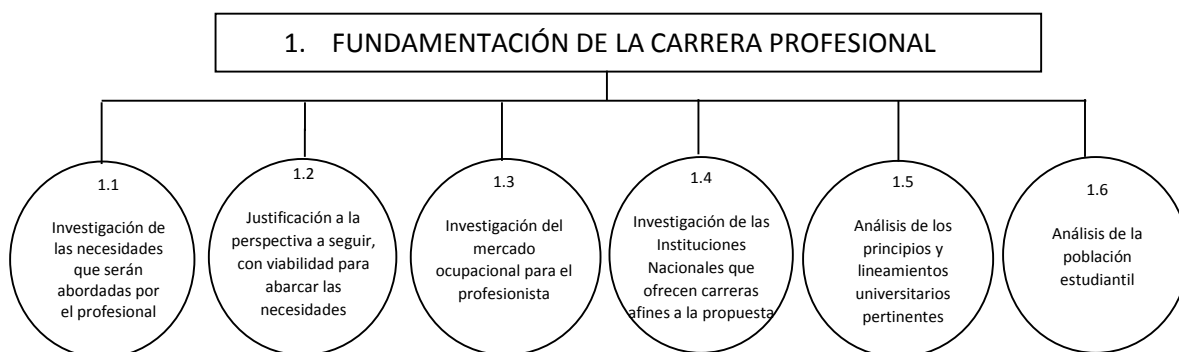 1. FUNDAMENTACIÓN DE LA CARRERA PROFESIONAL
1.1
Investigación de
las necesidades
que serán
abordadas por
el profesional
1.2
Justificación a la
perspectiva a seguir,
con viabilidad para
abarcar las
necesidades
1.3
Investigación del
mercado
ocupacional para el
profesionista
1.4
Investigación de las
Instituciones
Nacionales que
ofrecen carreras
afines a la propuesta
1.5
Análisis de los
principios y
lineamientos
universitarios
pertinentes
1.6
Análisis de la
población
estudiantil